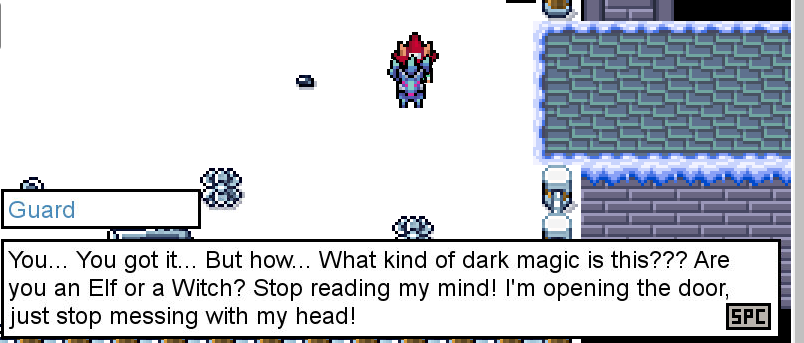 Guard
You... You got it... But how... What kind of dark magic is this??? Are
you an Elf or a Witch? Stop reading my mind! I'm opening the door,
just stop messing with my head!
SPC